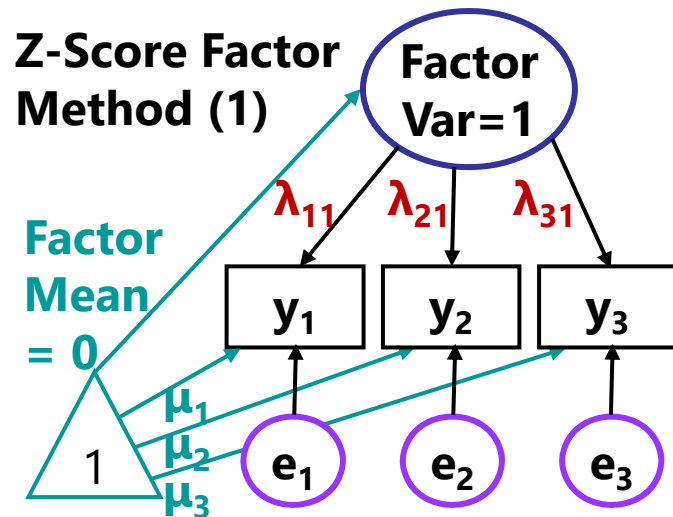 Z-Score Factor
Method (1)
Factor
Var=1
λ₁₁
λ₂₁
λ₃₁
Factor
Mean
= 0
y₁
y₂
y₃
μ₁
μ₂
μ₃
1
e₁
e₂
e₃